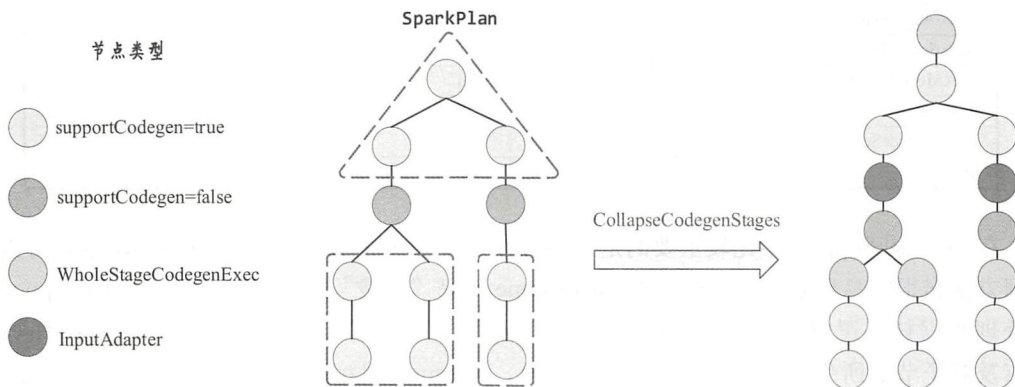 SparkPlan
节点类型
supportCodegen=true
supportCodegen=false
CollapseCodegenStages
WholeStageCodegenExec
InputAdapter